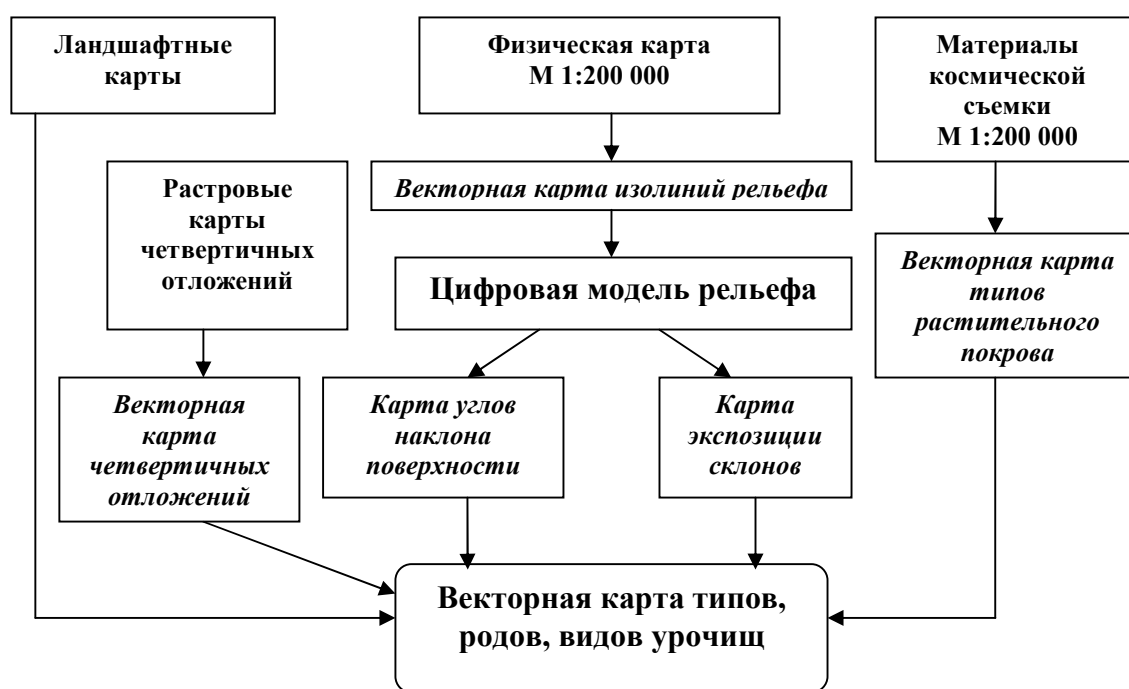 Ландшафтные
карты
Физическая карта
М 1:200 000
Материалы
космической
съемки
М 1:200 000
Растровые
карты
четвертичных
отложений
Векторная карта изолиний рельефа
Цифровая модель рельефа
Векторная карта
типов
растительного
покрова
Векторная
карта
четвертичных
отложений
Карта углов
наклона
поверхности
Карта
экспозиции
склонов
Векторная карта типов,
родов, видов урочищ